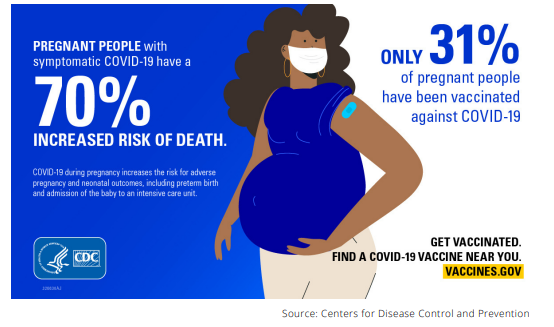 PREGNANT PEOPLE with
symptomatic COVID-19 have a
70%
INCREASED RISK OF DEATH.
COVID-19 during pregnancy increases the risk for adverse
pregnancy and neonatal outcomes, including preterm birth
and admission of the baby to an intensive care unit.
CDC
ONLY 31%
of pregnant people
have been vaccinated
against COVID-19
GET VACCINATED.
FIND A COVID-19 VACCINE NEAR YOU.
VACCINES.GOV
Source: Centers for Disease Control and Prevention